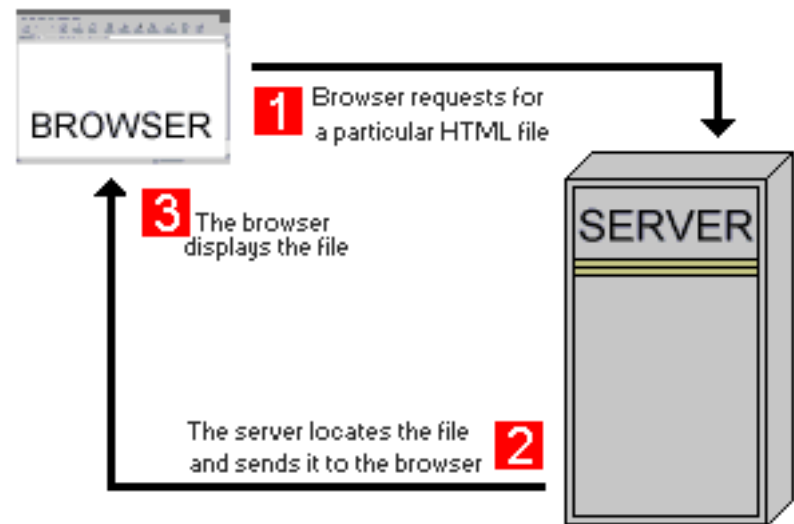 BROWSER
1
Browser requests for
a particular HTML file
3
The browser
displays the file
SERVER
The server locates the file
and sends it to the browser
2